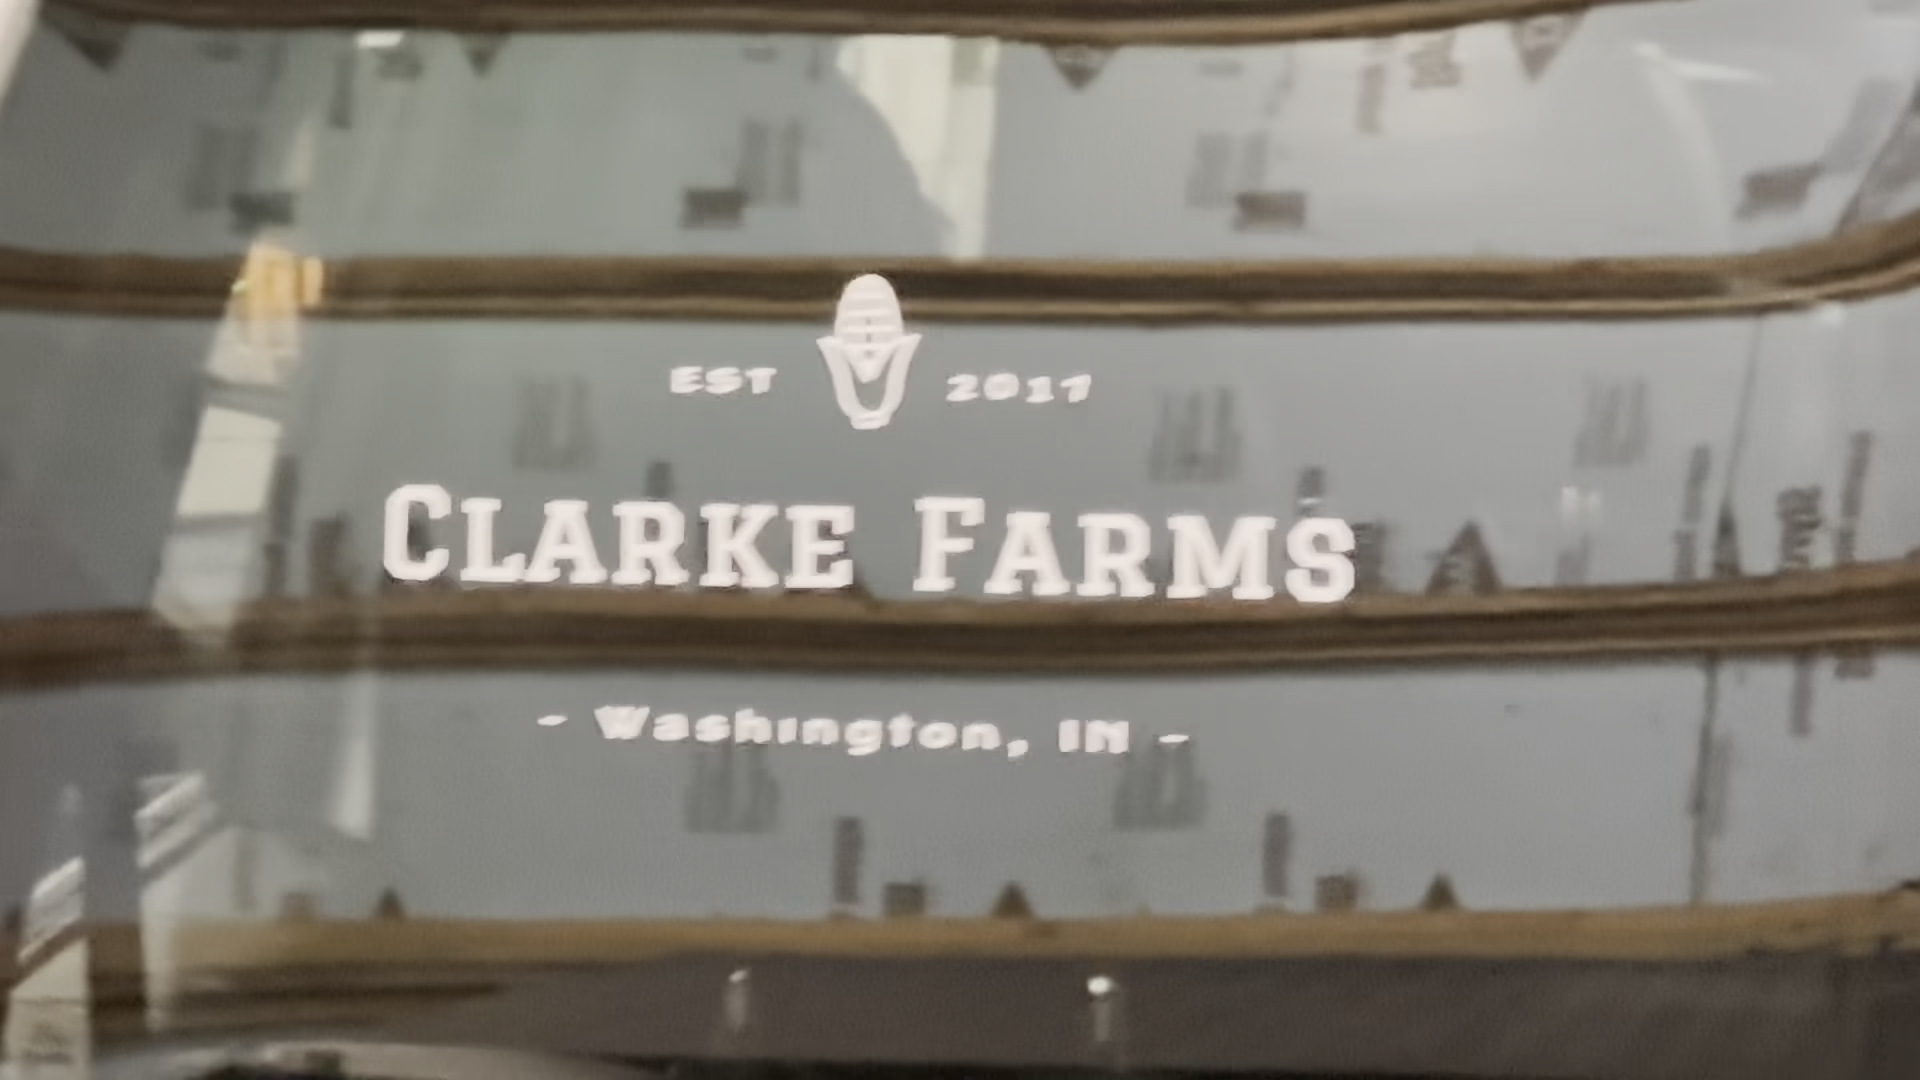 EST 2017
CLARKE FARMS
- Washington, IN -